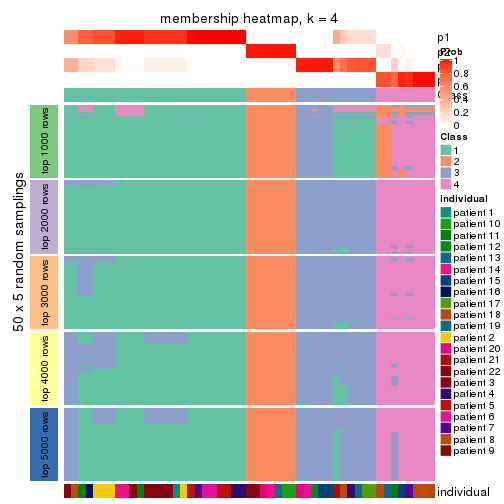 membership heatmap, k = 4
p1
Prob
1
0.8
0.6
0.4
0.2
0
Class
1
2
3
4
individual
patient 1
patient 10
patient 11
patient 12
patient 13
patient 14
patient 15
patient 16
patient 17
patient 18
patient 19
patient 2
patient 20
patient 21
patient 22
patient 3
patient 4
patient 5
patient 6
patient 7
patient 8
patient 9
50 x 5 random samplings
top 1000 rows
top 2000 rows
top 3000 rows
top 4000 rows
top 5000 rows
individual